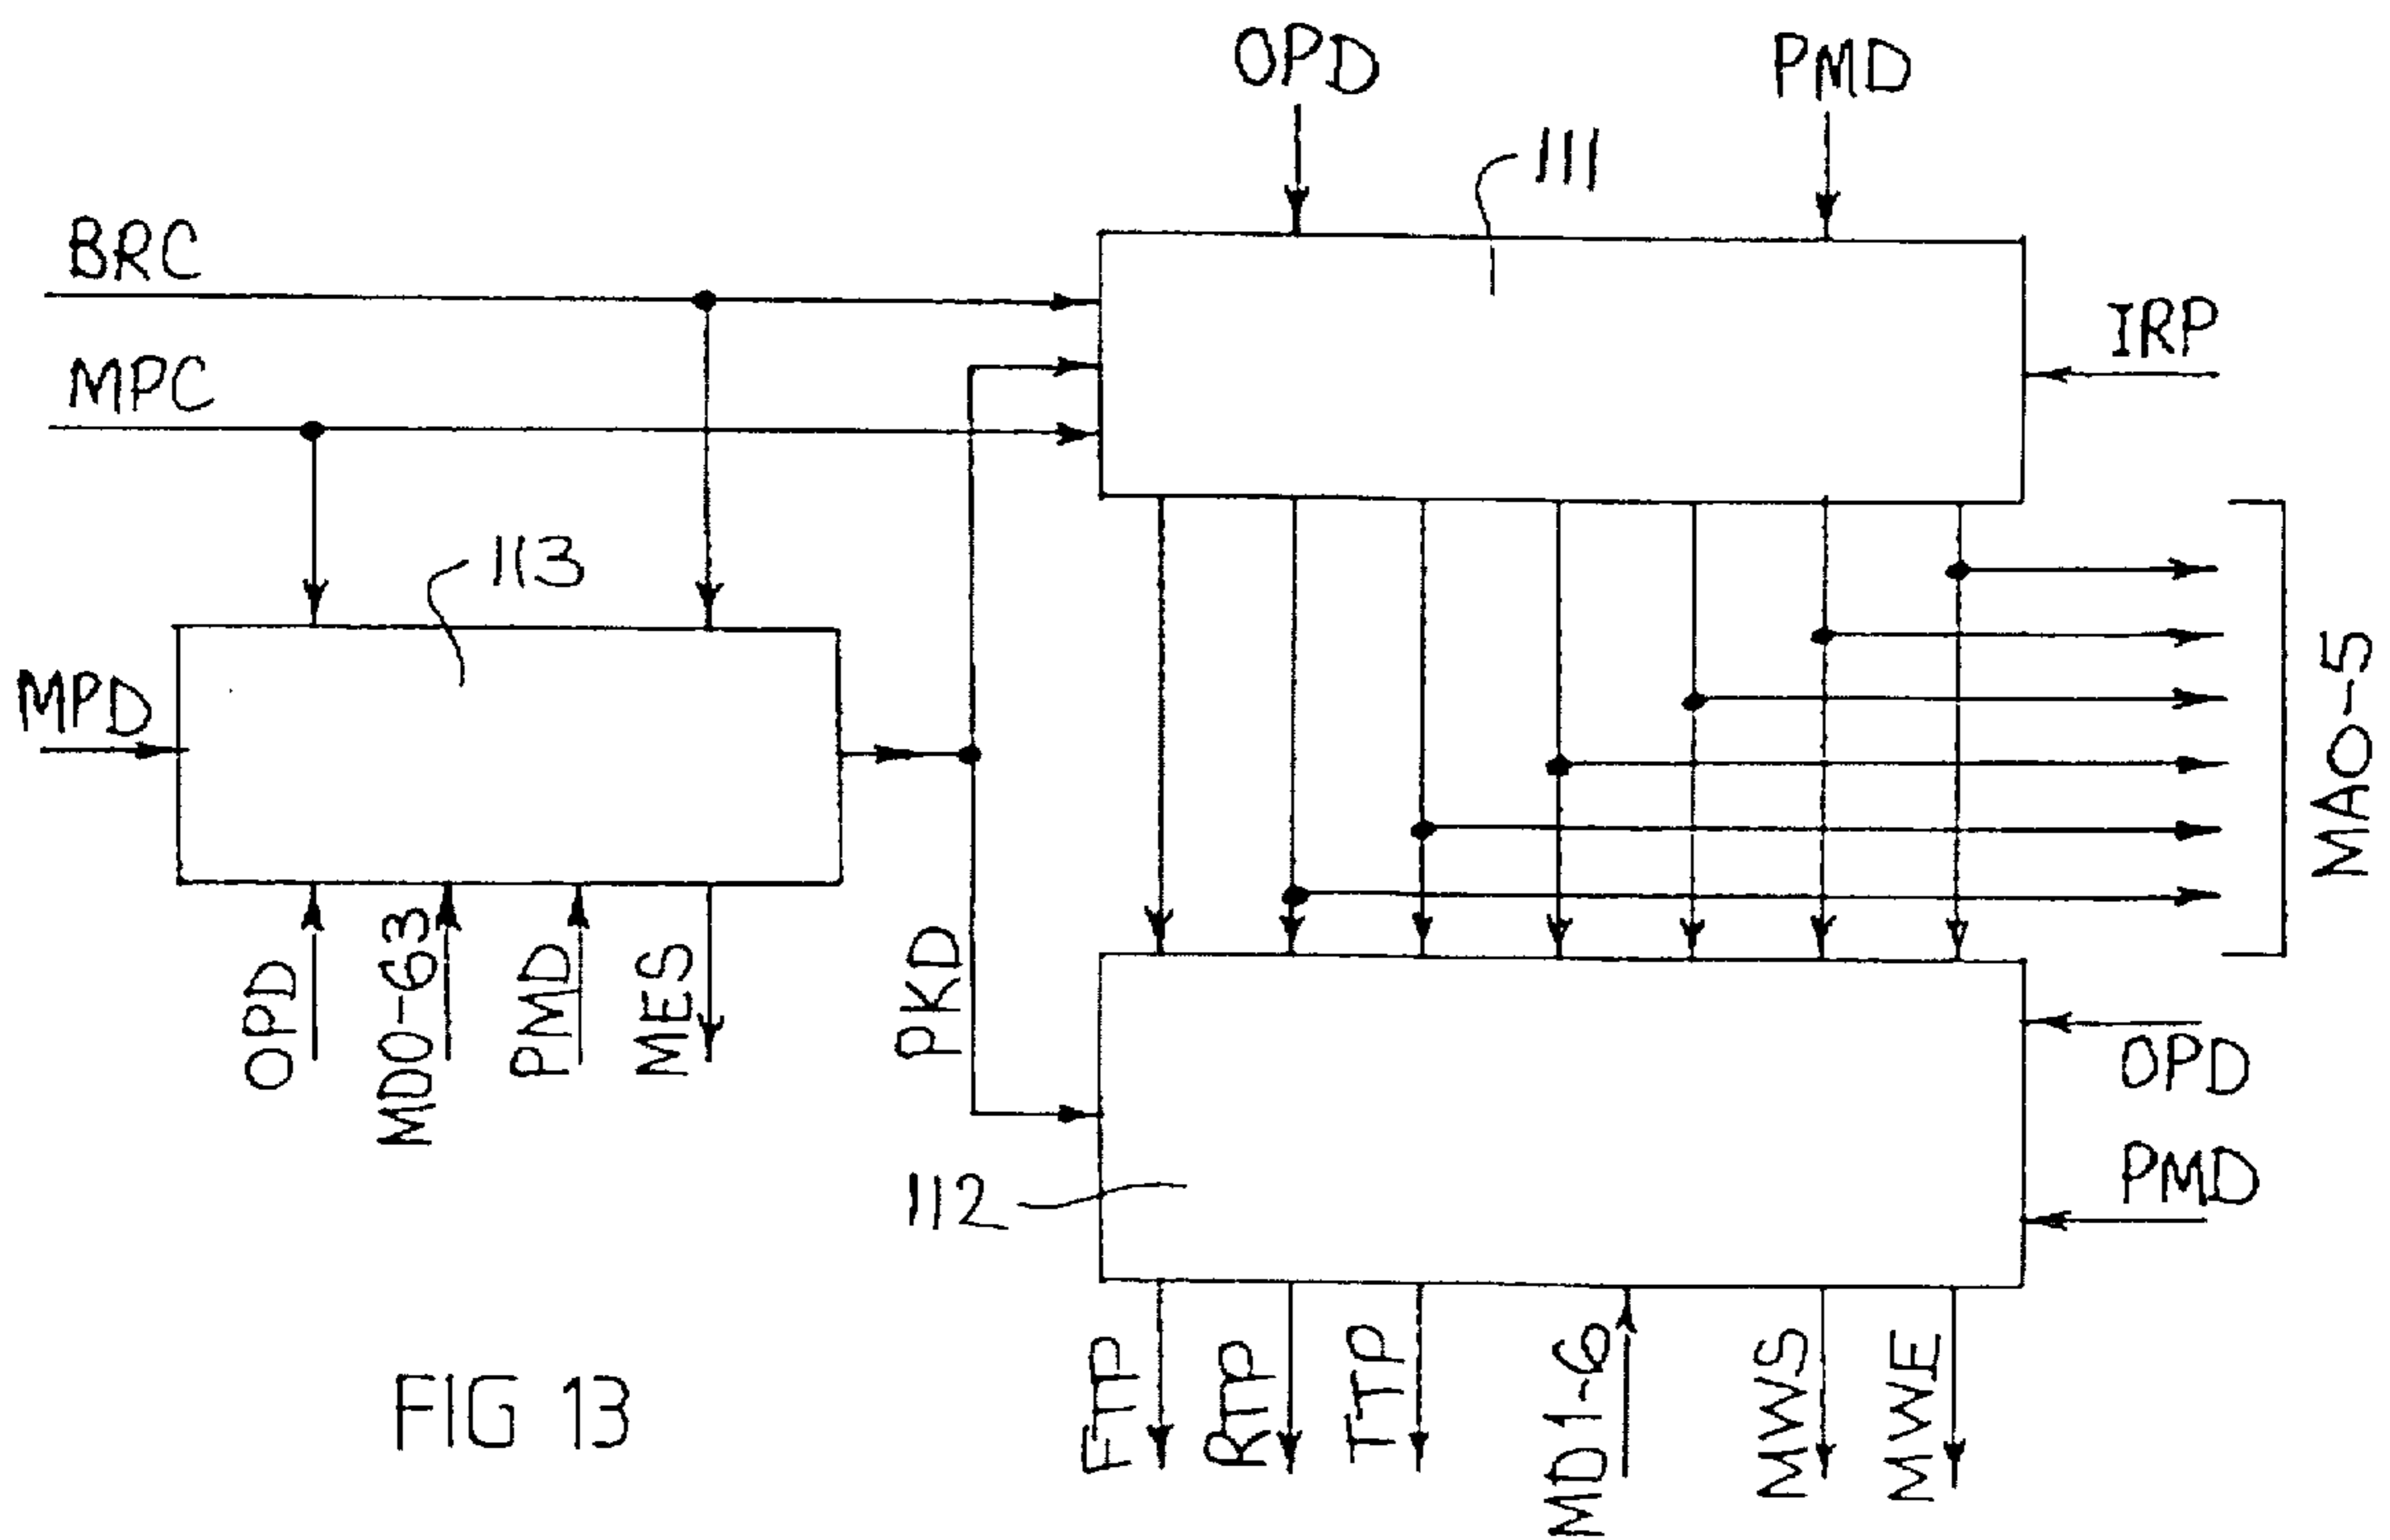 OPD
PMD
111
BRC
IRP
MPC
113
MPD
MA0-5
OPD
MD0-63
PMD
MES
PKD
OPD
PMD
112
FTP
RTP
TTP
MD1-6
MWS
MWE
FIG 13